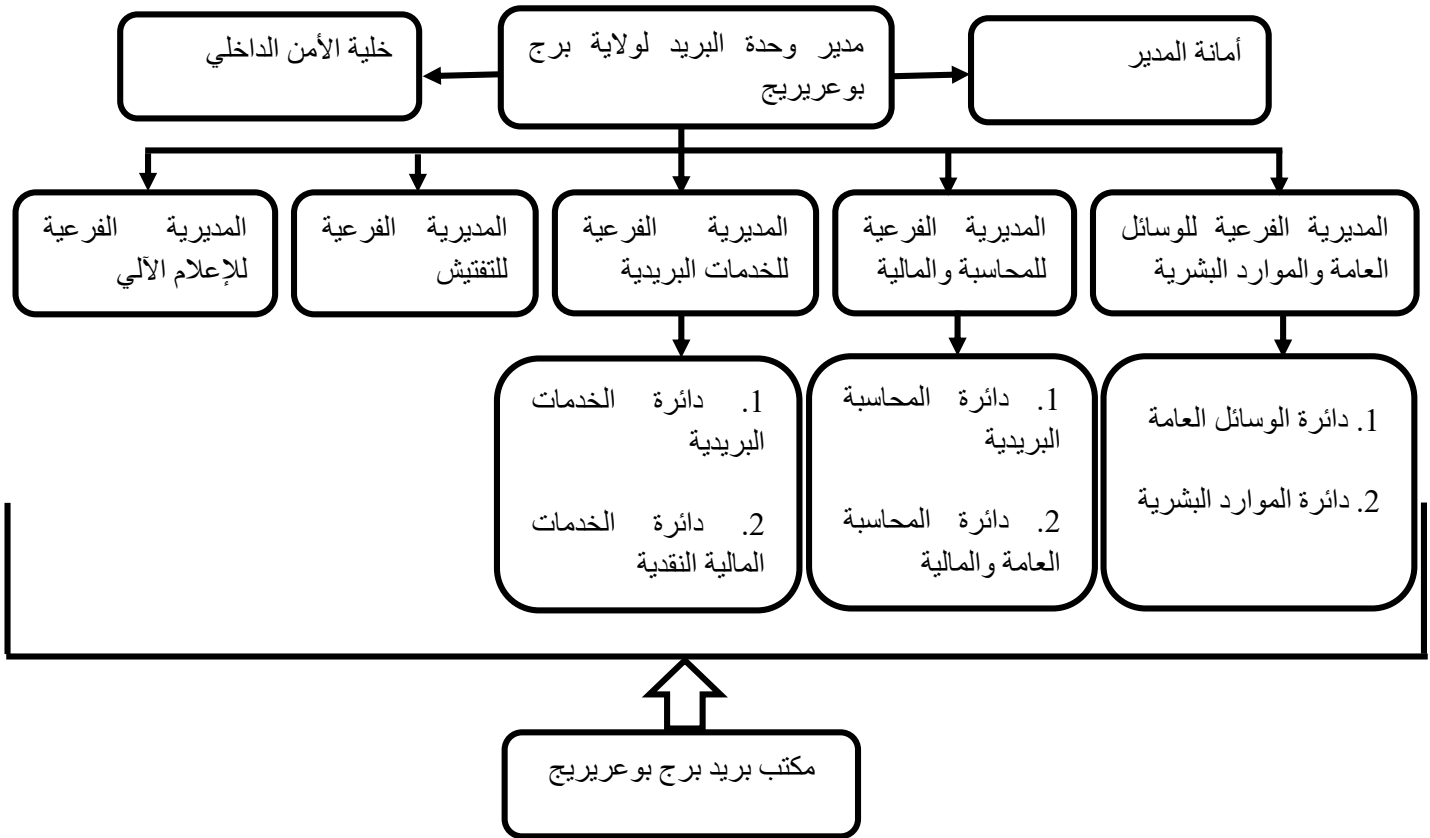 أمانة المدير
مدير وحدة البريد لولاية برج
بوعريريج
خلية الأمن الداخلي
المديرية الفرعية للوسائل
العامة والموارد البشرية
المديرية الفرعية
للمحاسبة والمالية
المديرية الفرعية
للخدمات البريدية
المديرية الفرعية
للتفتيش
المديرية الفرعية
للإعلام الآلي
1. دائرة الوسائل العامة
2. دائرة الموارد البشرية
1. دائرة المحاسبة
البريدية
2. دائرة المحاسبة
العامة والمالية
1. دائرة الخدمات
البريدية
2. دائرة الخدمات
المالية النقدية
مكتب بريد برج بوعريريج